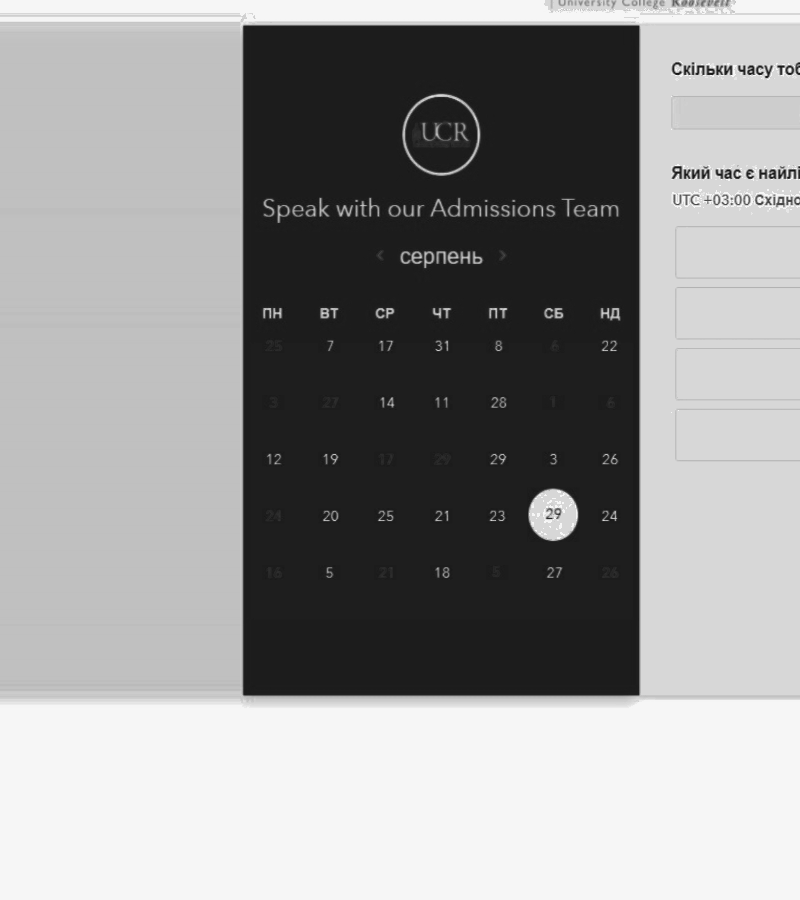 University College Roosevelt
UCR
Speak with our Admissions Team
серпень
ПН ВТ СР ЧТ ПТ СБ НД
25 7 17 31 8 6 22
3 27 14 11 28 1 6
12 19 17 29 29 3 26
24 20 25 21 23 29 24
16 5 21 18 5 27 26
Скільки часу тоб
Який час є найлі
UTC +03:00 Східно